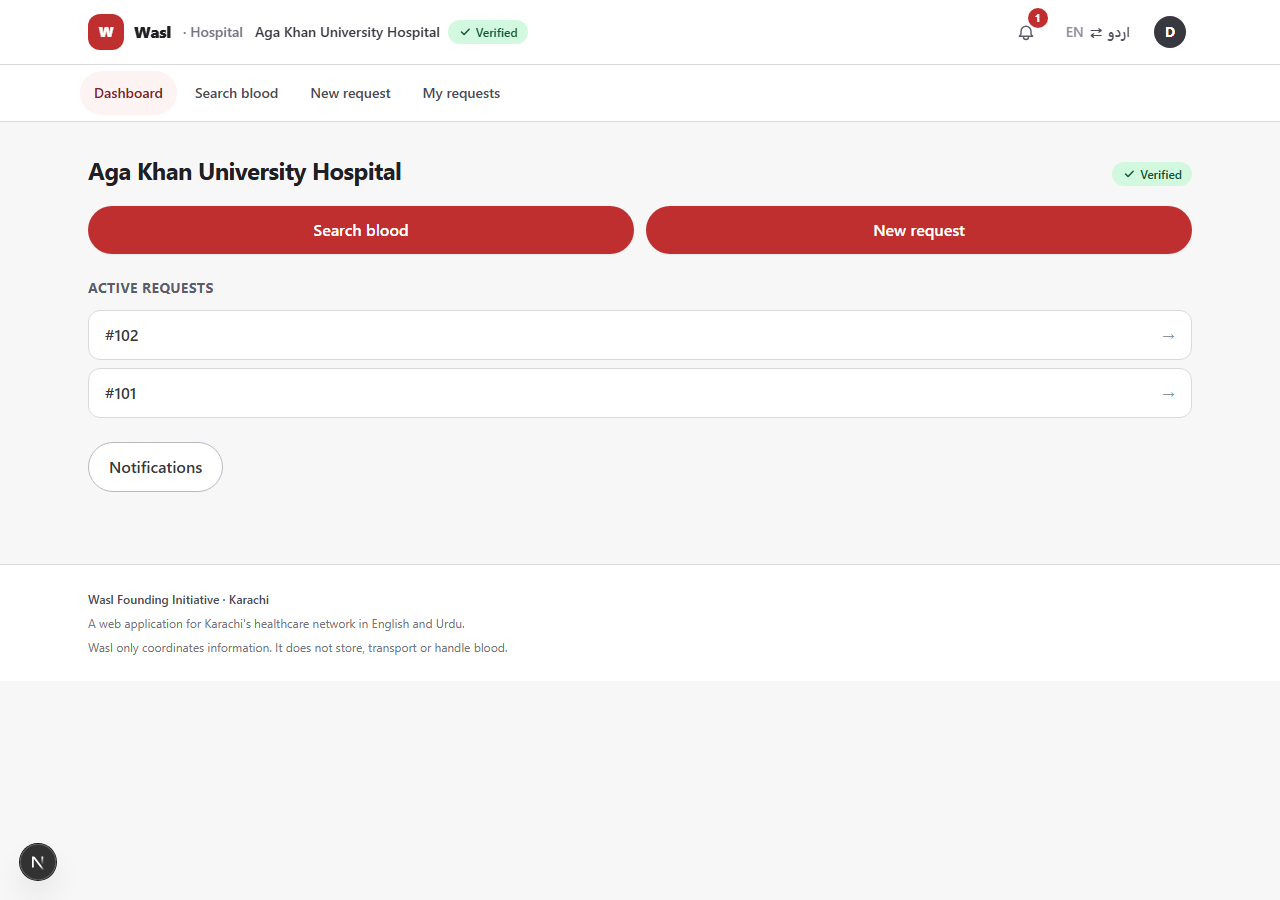 W Wasl · Hospital Aga Khan University Hospital ✓ Verified 1 EN ⇄ اردو D
Dashboard Search blood New request My requests
Aga Khan University Hospital ✓ Verified
Search blood New request
ACTIVE REQUESTS
#102 →
#101 →
Notifications
Wasl Founding Initiative · Karachi
A web application for Karachi's healthcare network in English and Urdu.
Wasl only coordinates information. It does not store, transport or handle blood.
N